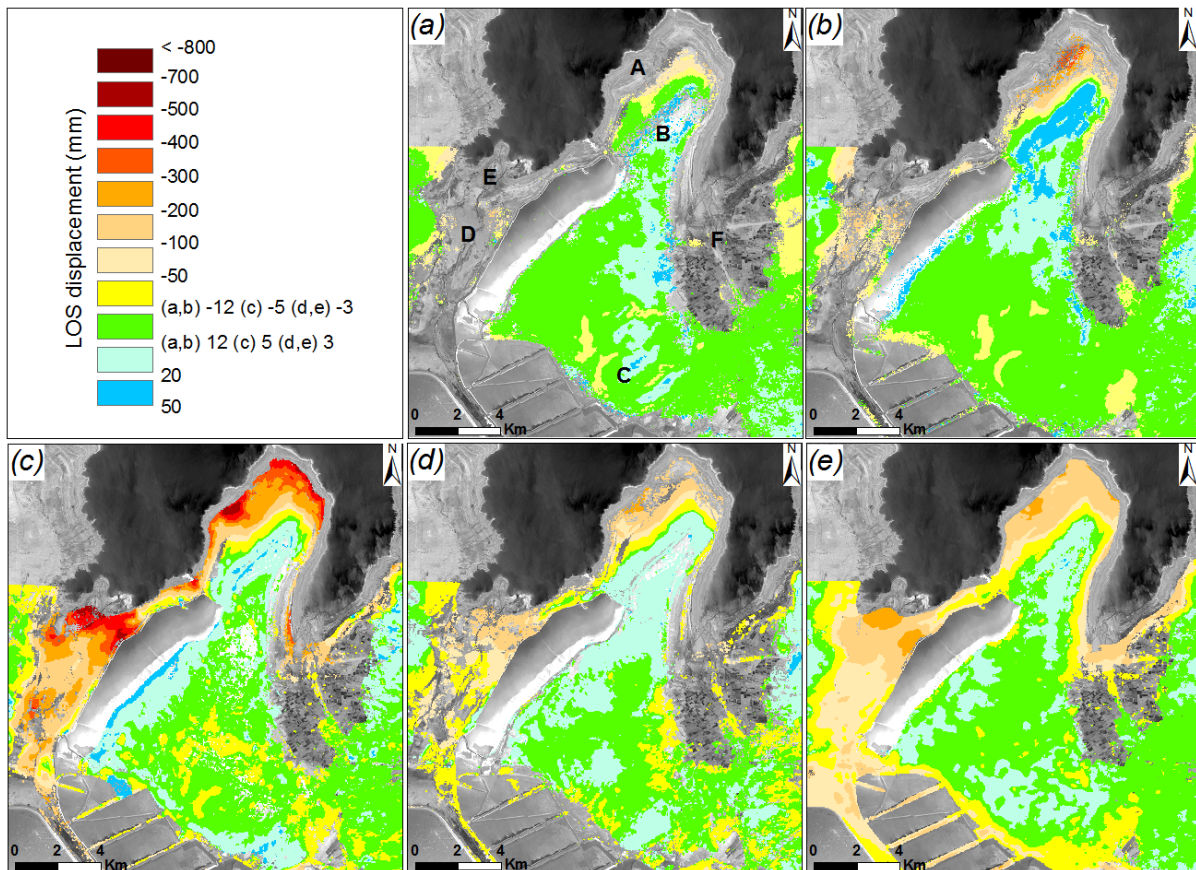 LOS displacement (mm)
< -800
-700
-500
-400
-300
-200
-100
-50
(a,b) -12 (c) -5 (d,e) -3
(a,b) 12 (c) 5 (d,e) 3
20
50
(a)
N
A
B
E
D
F
C
0 2 4
Km
(b)
N
0 2 4
Km
(c)
N
0 2 4
Km
(d)
N
0 2 4
Km
(e)
N
0 2 4
Km